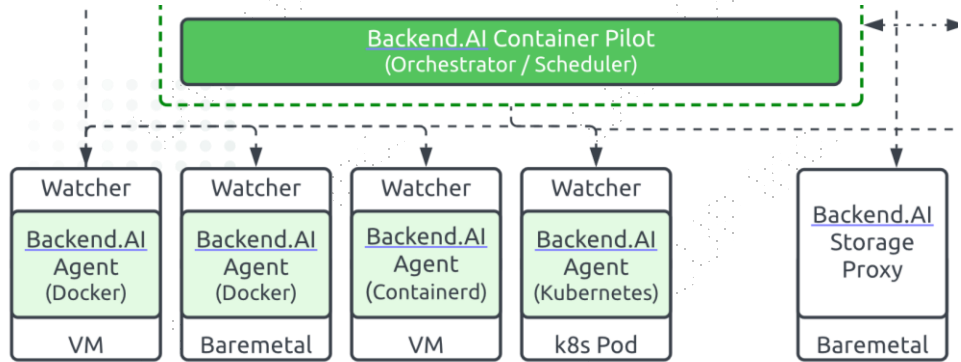 Backend.AI Container Pilot
(Orchestrator / Scheduler)
Watcher
Backend.AI
Agent
(Docker)
VM
Watcher
Backend.AI
Agent
(Docker)
Baremetal
Watcher
Backend.AI
Agent
(Containerd)
VM
Watcher
Backend.AI
Agent
(Kubernetes)
k8s Pod
Backend.AI
Storage
Proxy
Baremetal